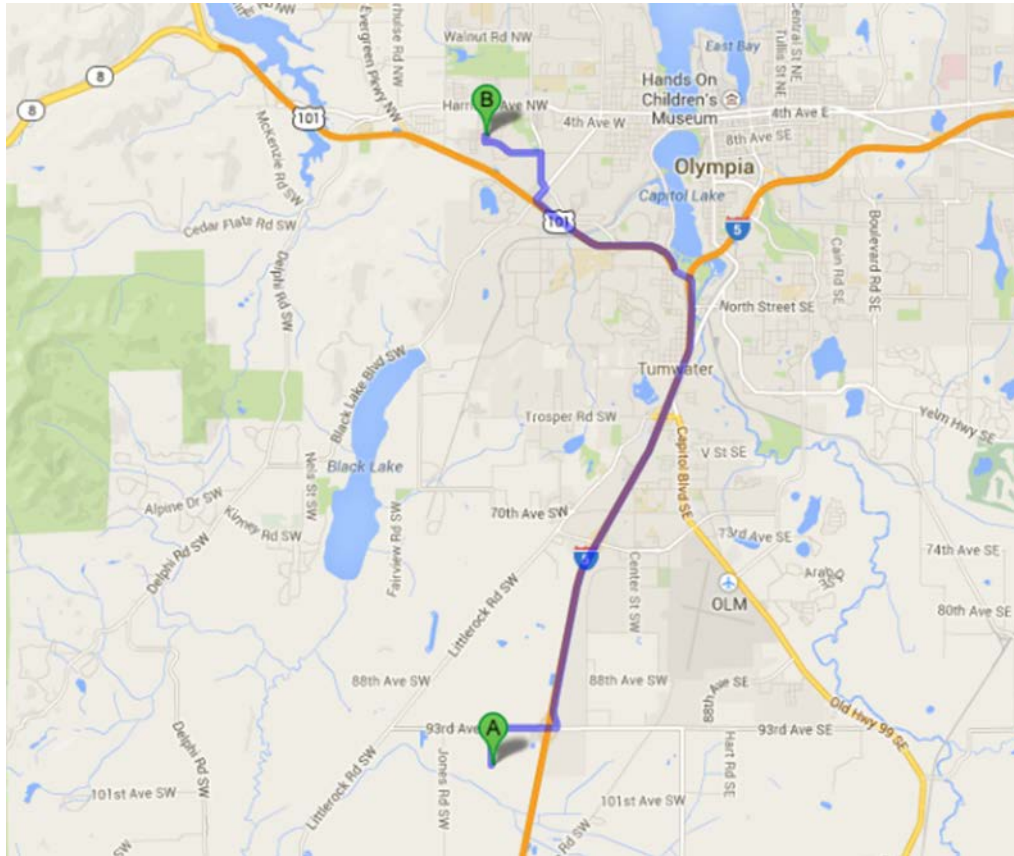 Walnut Rd NW
East Bay
Central St NE
Tullis St NE
Evergreen Pkwy NW
8
8
101
Hands On
Children's
Museum
B
4th Ave W
4th Ave E
8th Ave SE
McKenzie Rd SW
Olympia
Capitol Lake
Cedar Flats Rd SW
101
5
Delphi Rd SW
Cain Rd SE
Boulevard Rd SE
North Street SE
Tumwater
Black Lake Blvd SW
Trosper Rd SW
Yelm Hwy SE
Capitol Blvd SE
V St SE
Black Lake
Nels St SW
Alpine Dr SW
Kinney Rd SW
Fairview Rd SW
70th Ave SW
73rd Ave SE
74th Ave SE
Delphi Rd SW
5
Center St SW
OLM
80th Ave SE
Littlerock Rd SW
88th Ave SW
88th Ave SW
88th Ave SE
Old Hwy 99 SE
93rd Ave
A
93rd Ave SE
Jones Rd SW
Hart Rd SE
Delphi Rd SW
101st Ave SW
Littlerock Rd SW
101st Ave SW